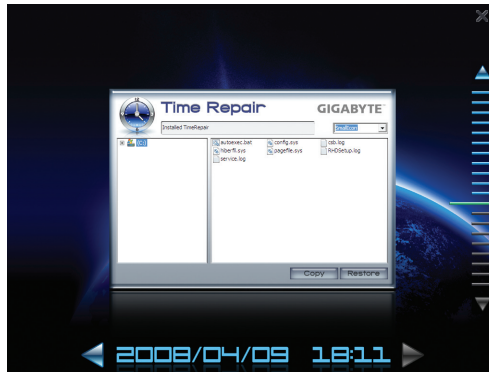 Time Repair
GIGABYTE™
Installed TimeRepair
SmallIcon
C:\
autoexec.bat config.sys csb.log
hiberfil.sys pagefile.sys RHDSetup.log
service.log
Copy Restore
2008/04/09 18:11